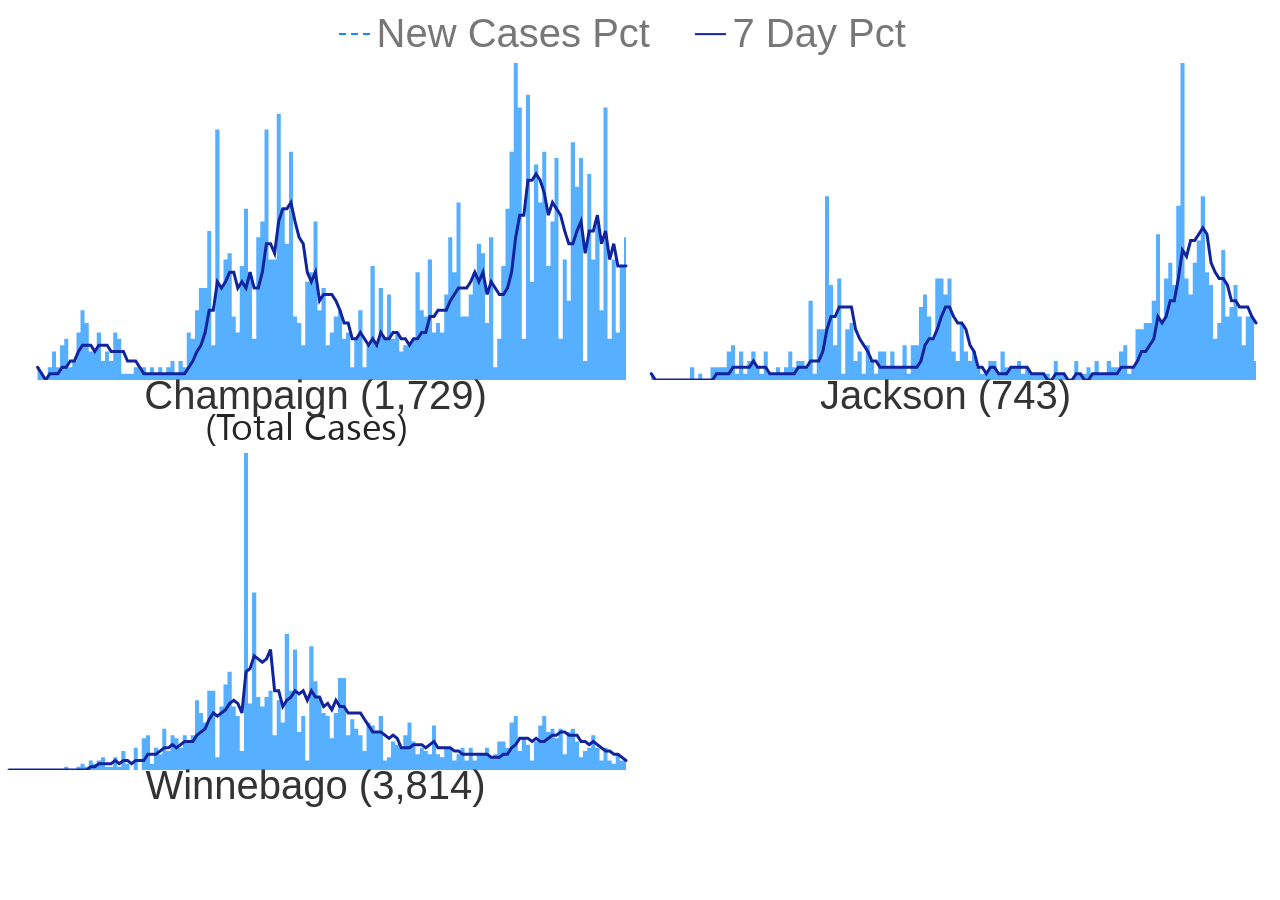 New Cases Pct 7 Day Pct
Champaign (1,729)
(Total Cases)
Jackson (743)
Winnebago (3,814)